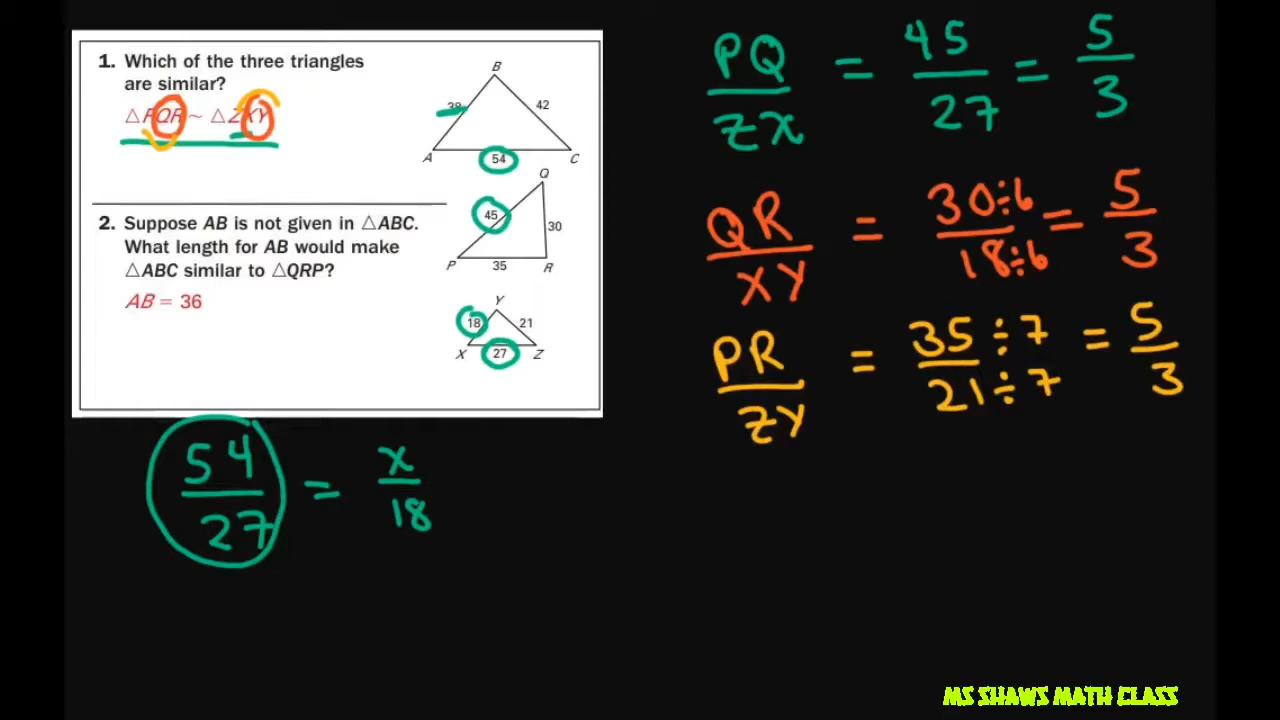 1. Which of the three triangles
are similar?
△PQR ~ △ZXY
2. Suppose AB is not given in △ABC.
What length for AB would make
△ABC similar to △QRP?
AB = 36
B
38
42
A
54
C
Q
45
30
P
35
R
Y
18
21
X
27
Z
PQ/ZX = 45/27 = 5/3
QR/XY = 30÷6/18÷6 = 5/3
PR/ZY = 35÷7/21÷7 = 5/3
54/27 = x/18
MS SHAWS MATH CLASS